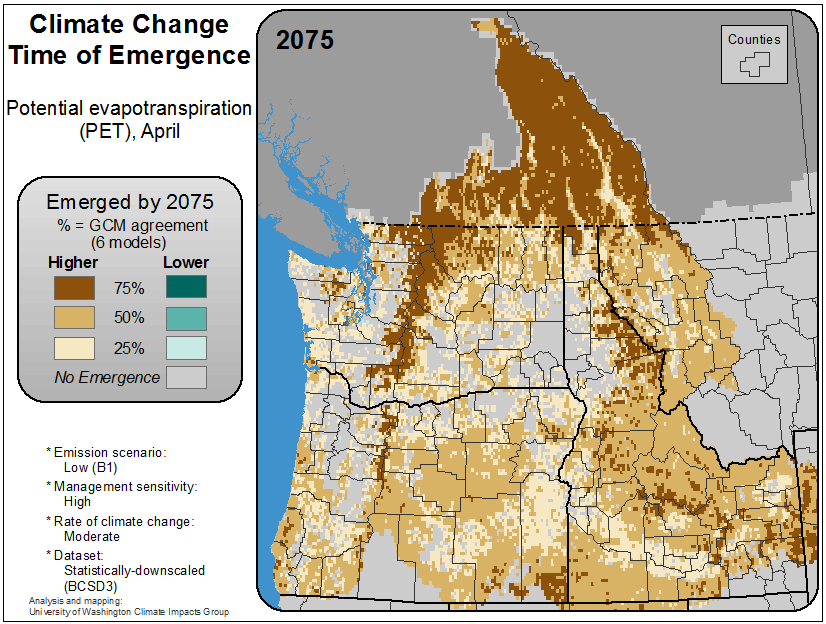 Climate Change
Time of Emergence
Potential evapotranspiration
(PET), April
Emerged by 2075
% = GCM agreement
(6 models)
Higher Lower
75%
50%
25%
No Emergence
* Emission scenario:
Low (B1)
* Management sensitivity:
High
* Rate of climate change:
Moderate
* Dataset:
Statistically-downscaled
(BCSD3)
Analysis and mapping:
University of Washington Climate Impacts Group
2075
Counties